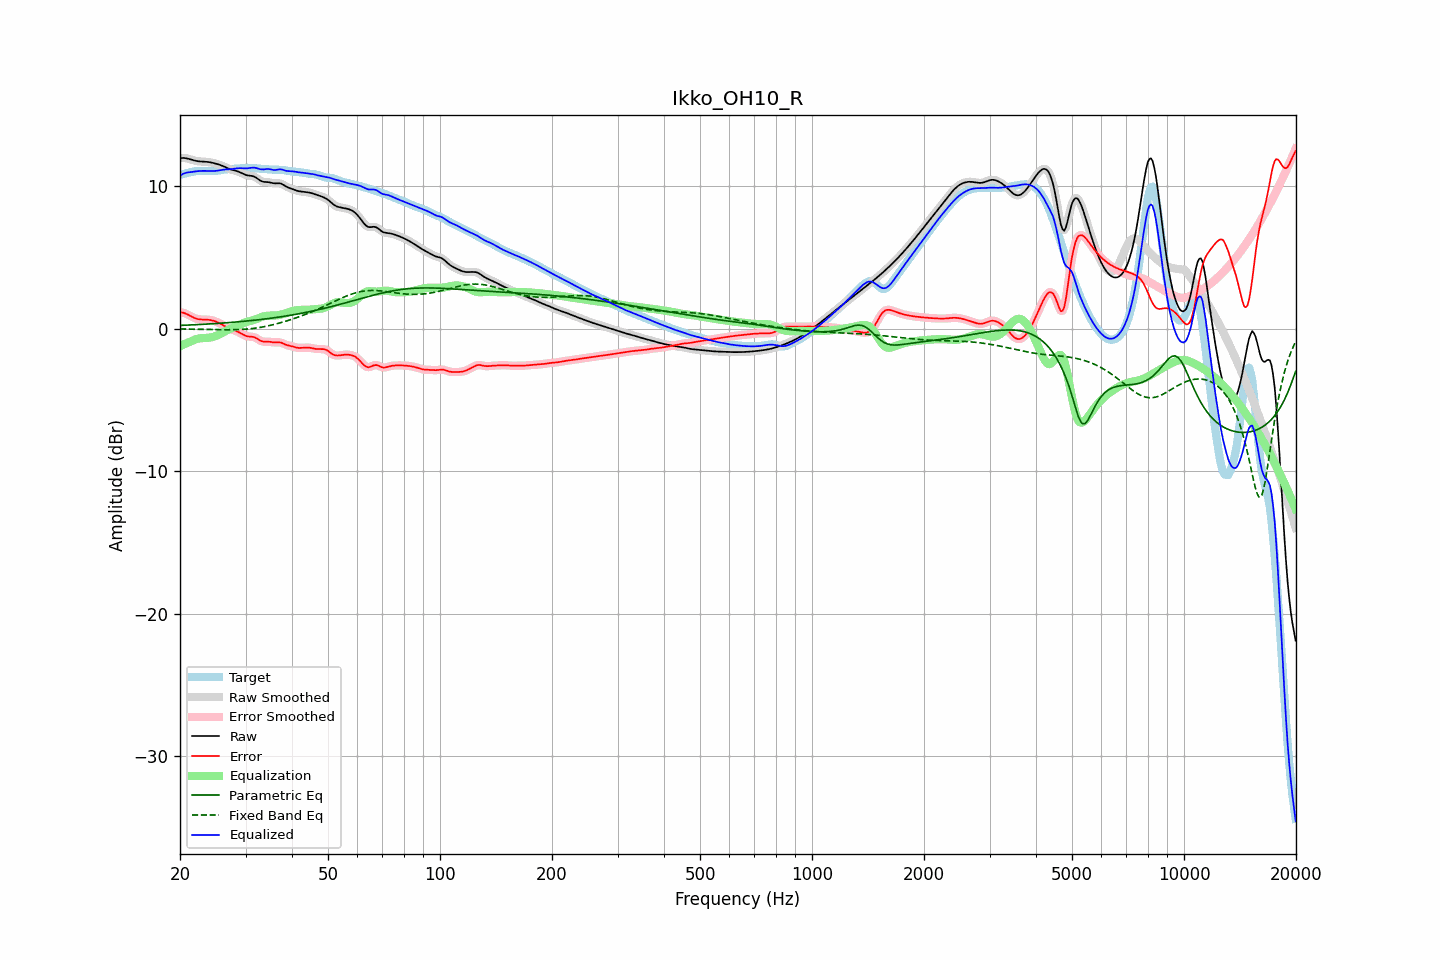 Ikko_OH10_R
Amplitude (dBr)
10
0
−10
−20
−30
Target
Raw Smoothed
Error Smoothed
Raw
Error
Equalization
Parametric Eq
Fixed Band Eq
Equalized
20 50 100 200 500 1000 2000 5000 10000 20000
Frequency (Hz)